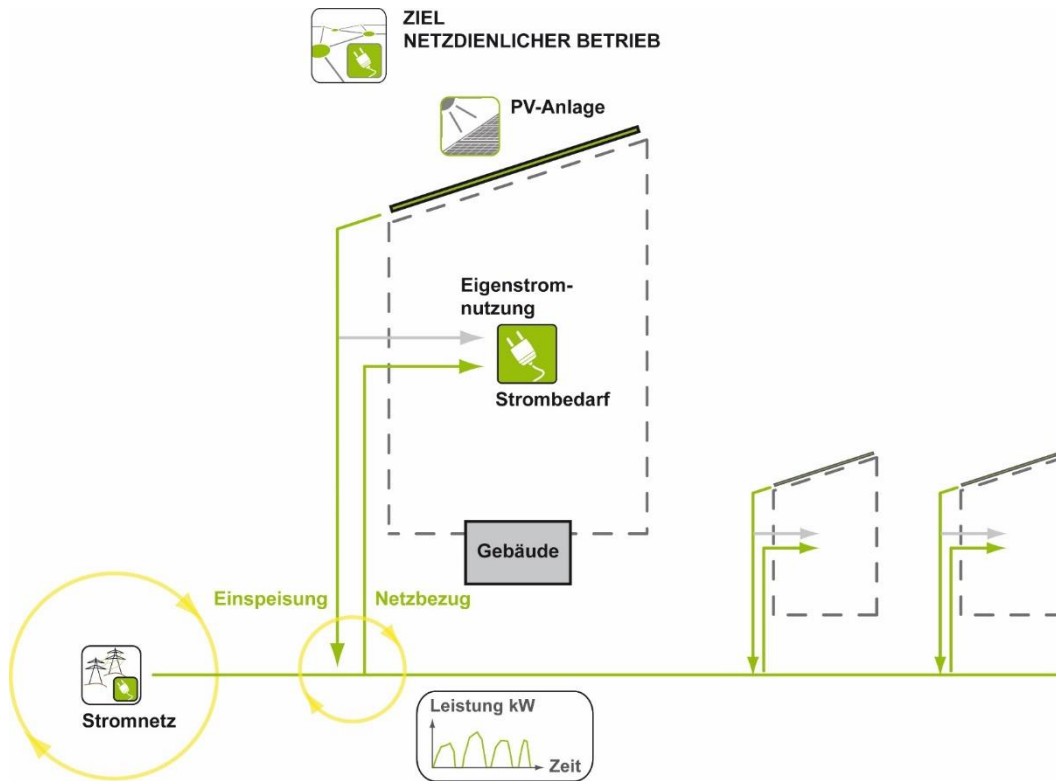 ZIEL
NETZDIENLICHER BETRIEB
PV-Anlage
Eigenstrom-
nutzung
Strombedarf
Gebäude
Einspeisung
Netzbezug
Stromnetz
Leistung kW
Zeit